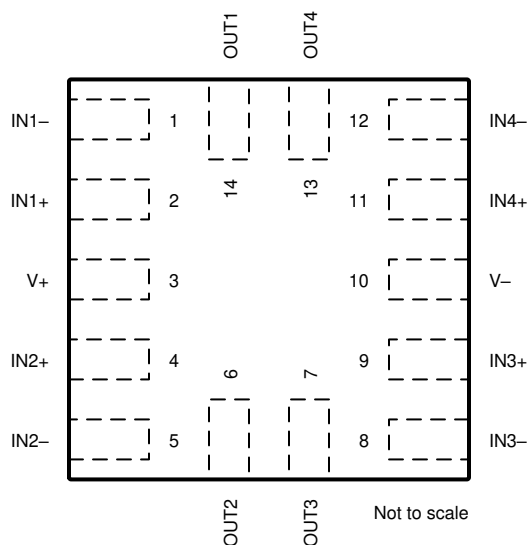 OUT1
OUT4
IN1–
1
12
IN4–
14
13
IN1+
2
11
IN4+
V+
3
10
V–
IN2+
4
6
7
9
IN3+
IN2–
5
8
IN3–
OUT2
OUT3
Not to scale